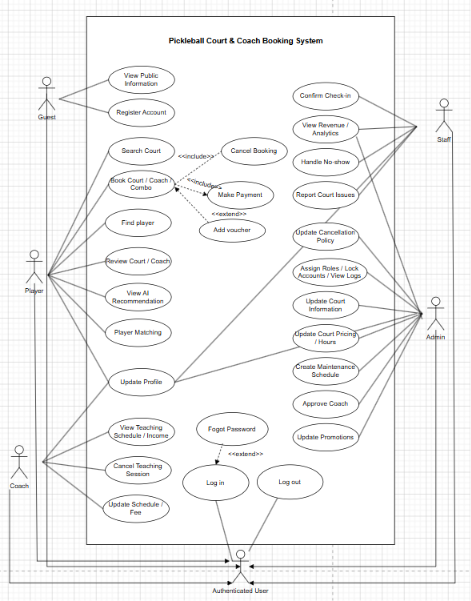 Pickleball Court & Coach Booking System
View Public
Information
Register Account
Guest
Search Court
Book Court / Coach /
Combo
<<include>>
Cancel Booking
<<include>>
Make Payment
<<extend>>
Add voucher
Find player
Review Court / Coach
View AI
Recommendation
Player Matching
Update Profile
Player
View Teaching
Schedule / Income
Cancel Teaching
Session
Update Schedule /
Fee
Coach
Fogot Password
<<extend>>
Log in
Log out
Confirm Check-in
View Revenue /
Analytics
Handle No-show
Report Court Issues
Staff
Update Cancellation
Policy
Assign Roles / Lock
Accounts / View Logs
Update Court
Information
Update Court Pricing
/ Hours
Create Maintenance
Schedule
Approve Coach
Update Promotions
Admin
Authenticated User